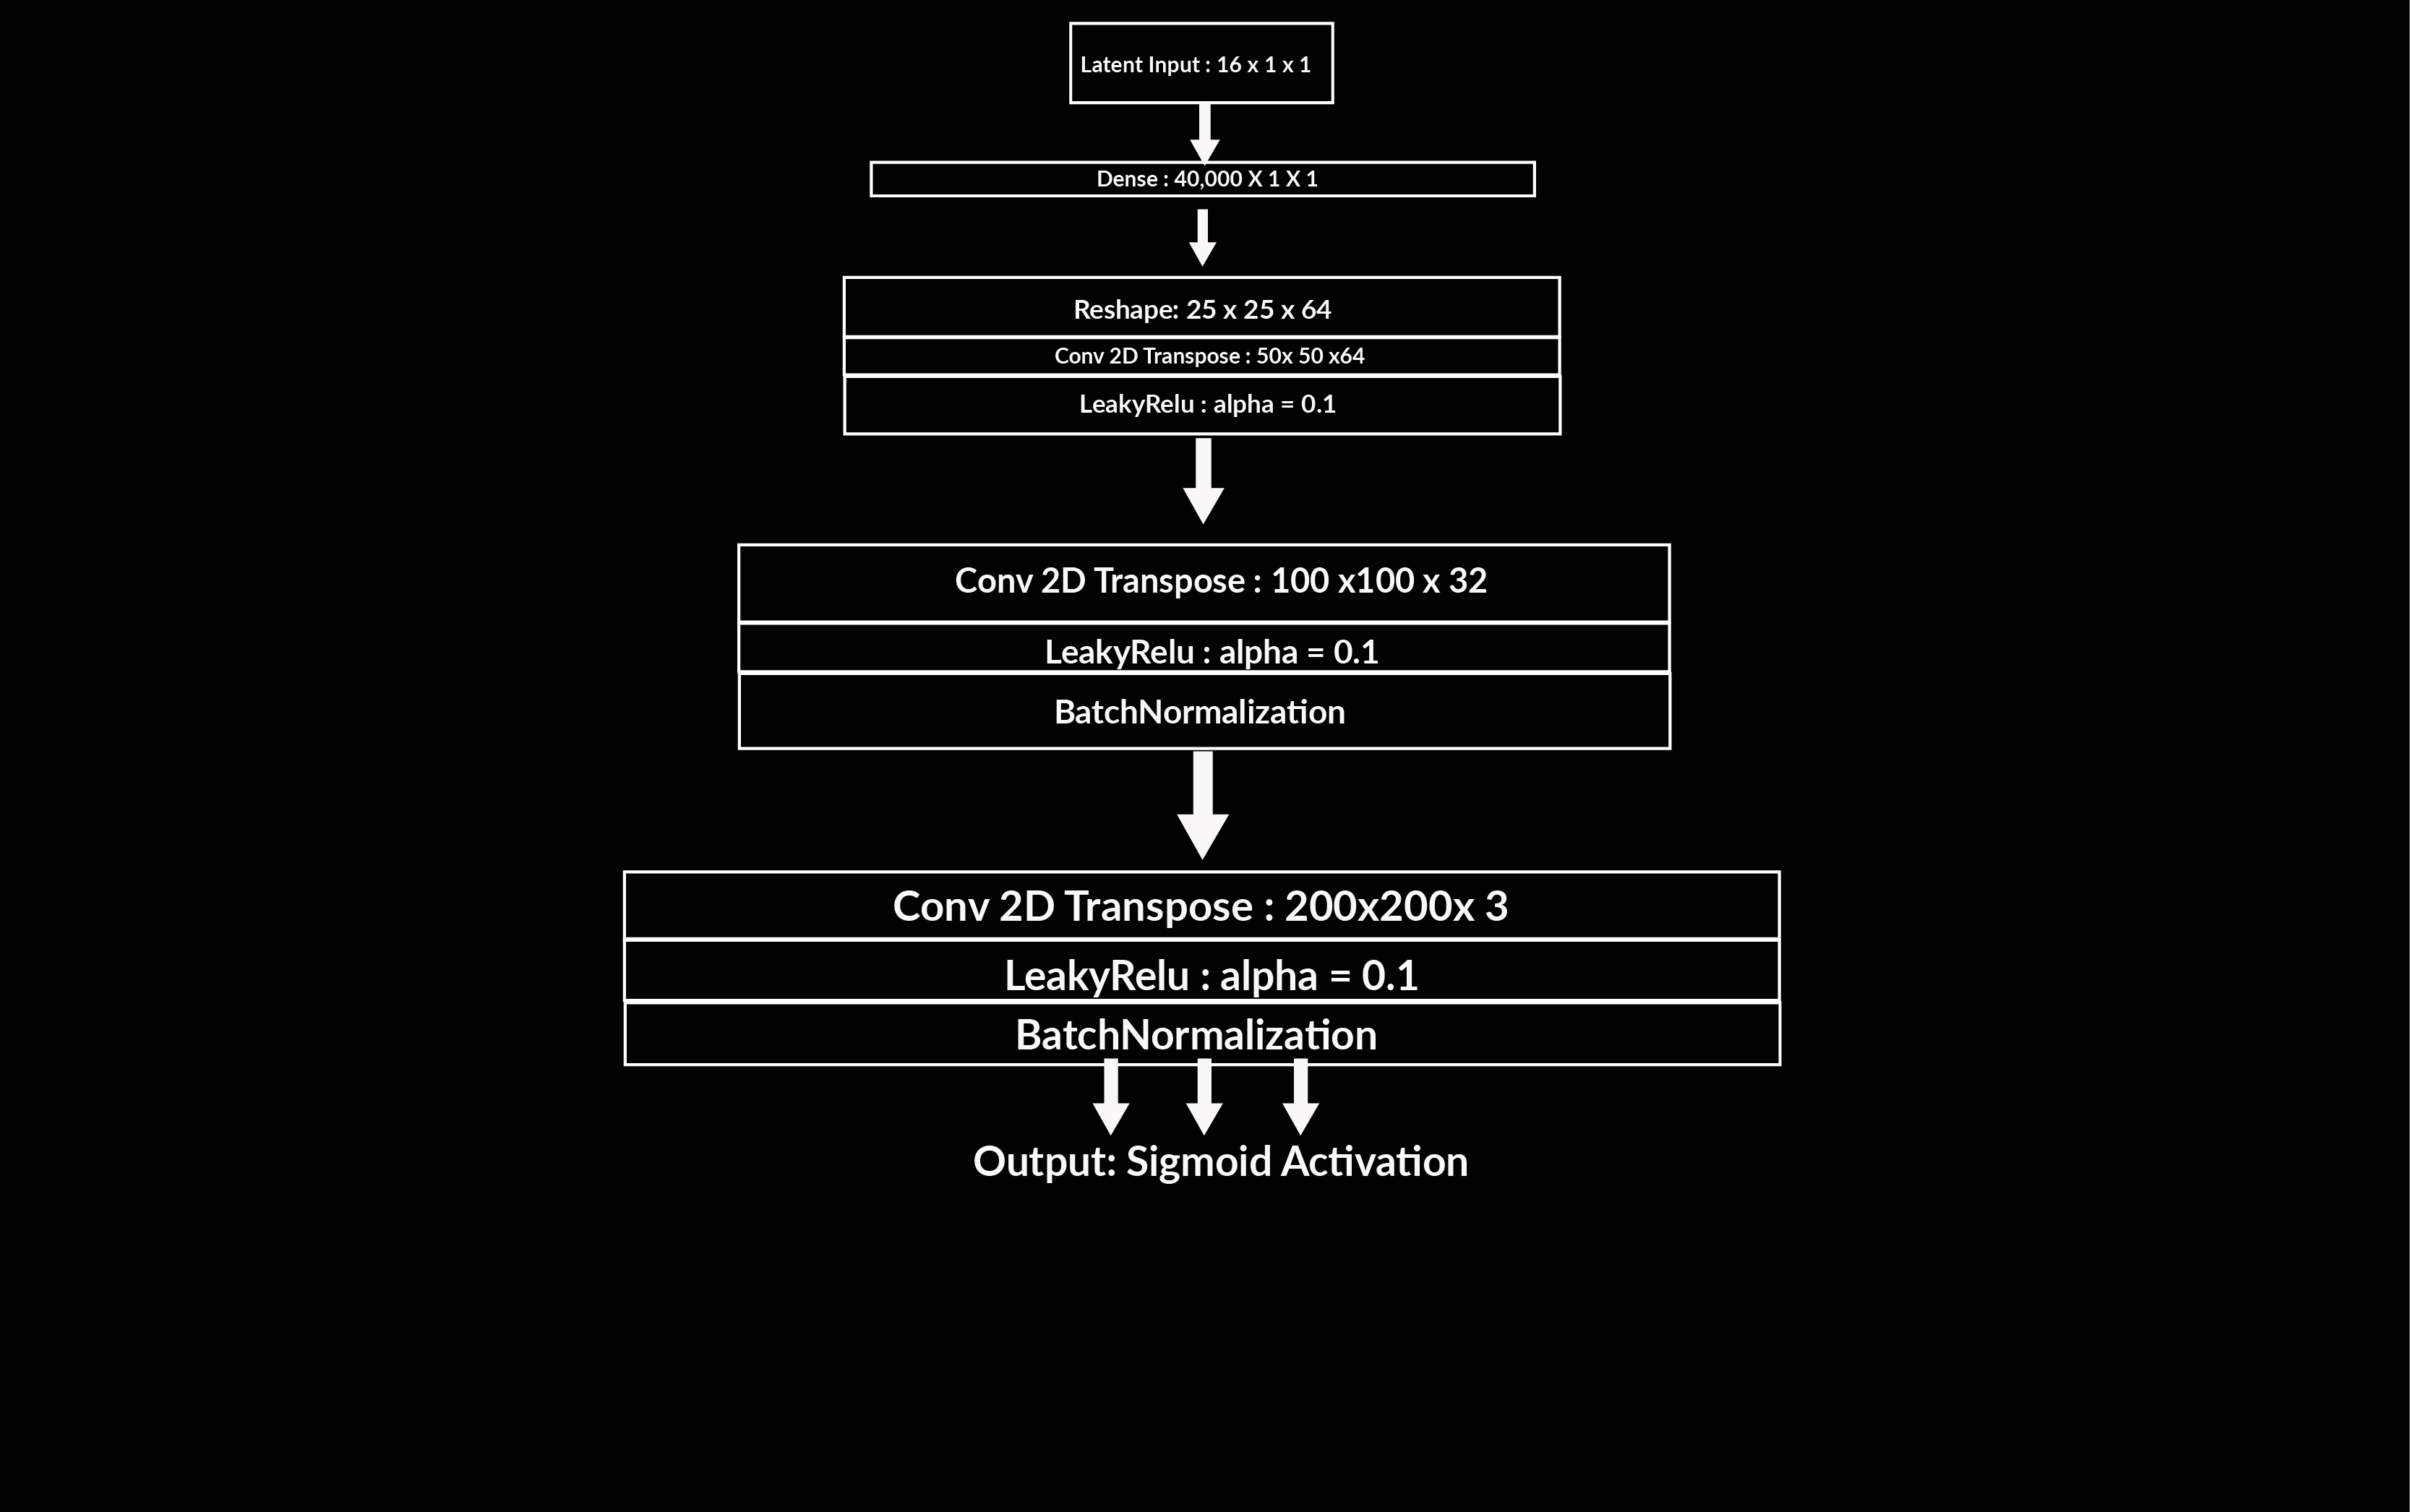 Latent Input : 16 x 1 x 1
Dense : 40,000 X 1 X 1
Reshape: 25 x 25 x 64
Conv 2D Transpose : 50x 50 x64
LeakyRelu : alpha = 0.1
Conv 2D Transpose : 100 x100 x 32
LeakyRelu : alpha = 0.1
BatchNormalization
Conv 2D Transpose : 200x200x 3
LeakyRelu : alpha = 0.1
BatchNormalization
Output: Sigmoid Activation